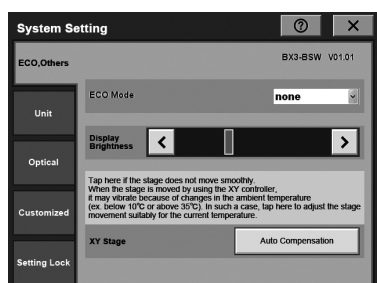 System Setting
ECO,Others
BX3-BSW V01.01
ECO Mode
none
Unit
Display
Brightness
Optical
Tap here if the stage does not move smoothly.
When the stage is moved by using the XY controller,
it may vibrate because of changes in the ambient temperature
(ex. below 10°C or above 35°C). In such a case, tap here to adjust the stage
movement suitably for the current temperature.
Customized
XY Stage
Auto Compensation
Setting Lock